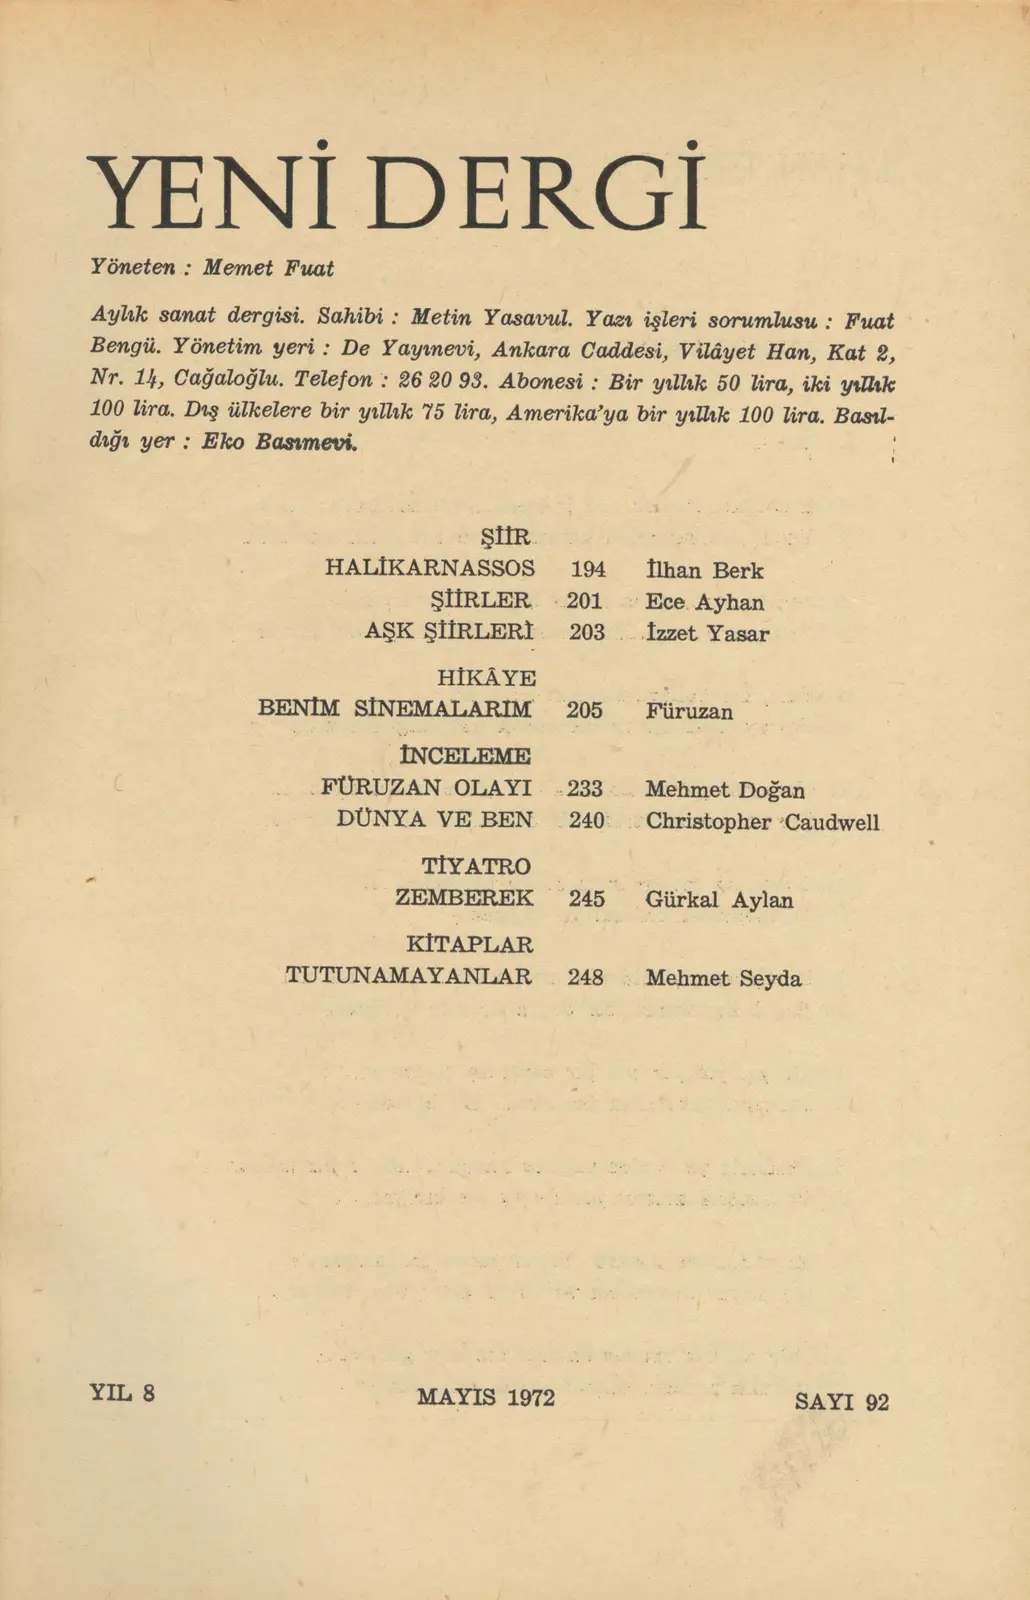 YENİ DERGİ
Yöneten : Memet Fuat
Aylık sanat dergisi. Sahibi : Metin Yasavul. Yazı işleri sorumlusu : Fuat
Bengü. Yönetim yeri : De Yayınevi, Ankara Caddesi, Vilâyet Han, Kat 2,
Nr. 14, Cağaloğlu. Telefon : 26 20 93. Abonesi : Bir yıllık 50 lira, iki yıllık
100 lira. Dış ülkelere bir yıllık 75 lira, Amerika'ya bir yıllık 100 lira. Basıl-
dığı yer : Eko Basımevi.
ŞİİR
HALİKARNASSOS 194 İlhan Berk
ŞİİRLER 201 Ece Ayhan
AŞK ŞİİRLERİ 203 İzzet Yasar
HİKÂYE
BENİM SİNEMALARIM 205 Füruzan
İNCELEME
FÜRUZAN OLAYI 233 Mehmet Doğan
DÜNYA VE BEN 240 Christopher Caudwell
TİYATRO
ZEMBEREK 245 Gürkal Aylan
KİTAPLAR
TUTUNAMAYANLAR 248 Mehmet Seyda
YIL 8 MAYIS 1972 SAYI 92